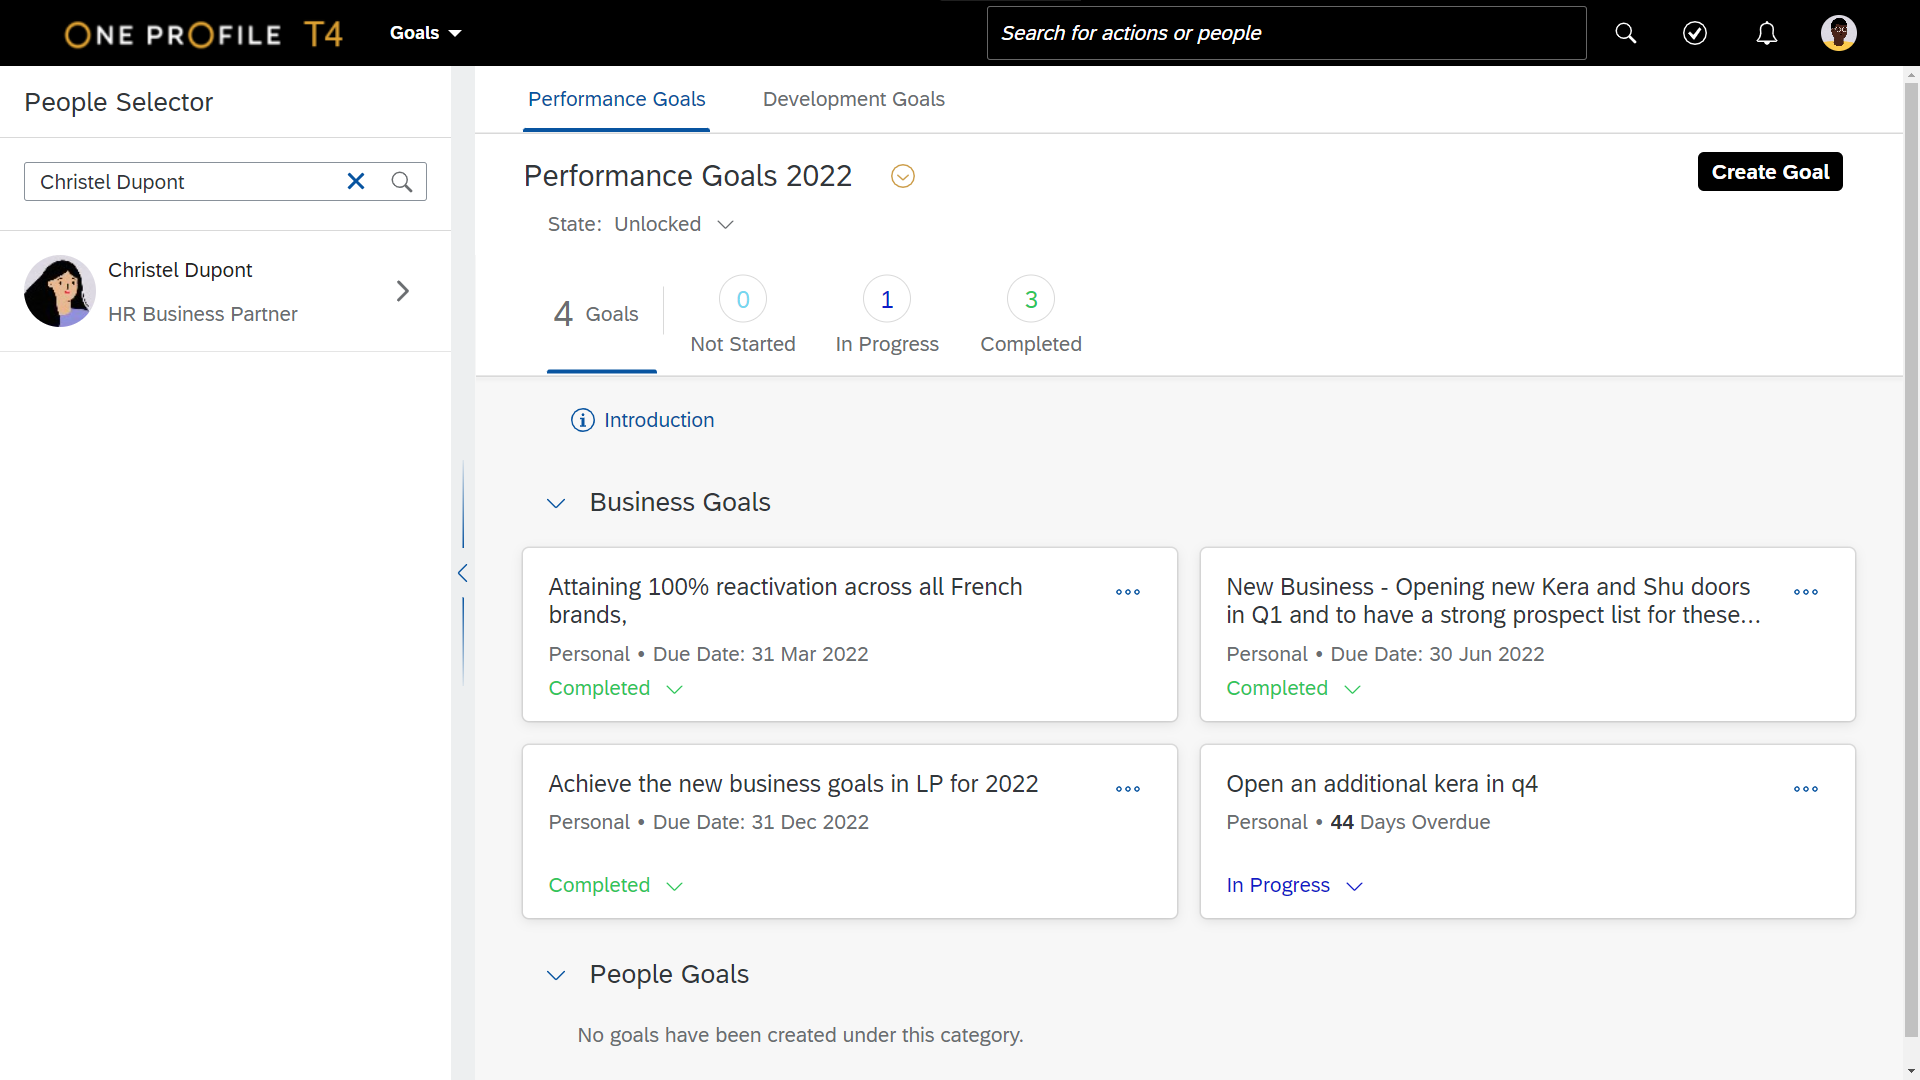 ONE PROFILE T4
Goals
Search for actions or people
People Selector
Christel Dupont
Christel Dupont
HR Business Partner
Performance Goals
Development Goals
Performance Goals 2022
Create Goal
State: Unlocked
4 Goals
0
Not Started
1
In Progress
3
Completed
Introduction
Business Goals
Attaining 100% reactivation across all French
brands,
Personal • Due Date: 31 Mar 2022
Completed
New Business - Opening new Kera and Shu doors
in Q1 and to have a strong prospect list for these...
Personal • Due Date: 30 Jun 2022
Completed
Achieve the new business goals in LP for 2022
Personal • Due Date: 31 Dec 2022
Completed
Open an additional kera in q4
Personal • 44 Days Overdue
In Progress
People Goals
No goals have been created under this category.